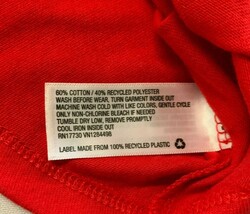 60% COTTON / 40% RECYCLED POLYESTER
WASH BEFORE WEAR, TURN GARMENT INSIDE OUT
MACHINE WASH COLD WITH LIKE COLORS, GENTLE CYCLE
ONLY NON-CHLORINE BLEACH IF NEEDED
TUMBLE DRY LOW, REMOVE PROMPTLY
COOL IRON INSIDE OUT
RN17730 VN1284498
LABEL MADE FROM 100% RECYCLED PLASTIC